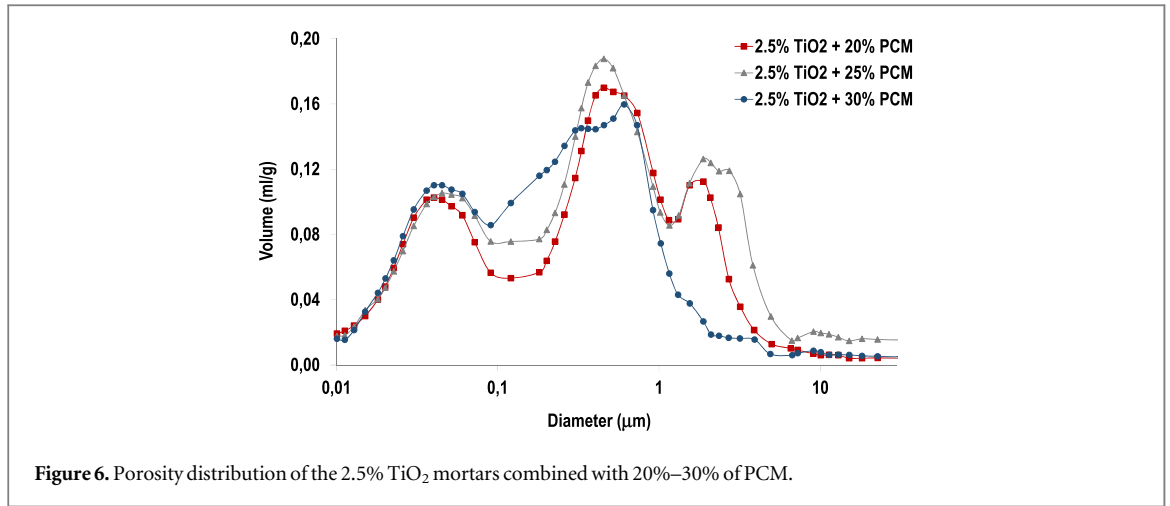 0,20
0,16
0,12
0,08
0,04
0,00
Volume (ml/g)
2.5% TiO2 + 20% PCM
2.5% TiO2 + 25% PCM
2.5% TiO2 + 30% PCM
0,01
0,1
1
10
Diameter (μm)
Figure 6. Porosity distribution of the 2.5% TiO₂ mortars combined with 20%–30% of PCM.